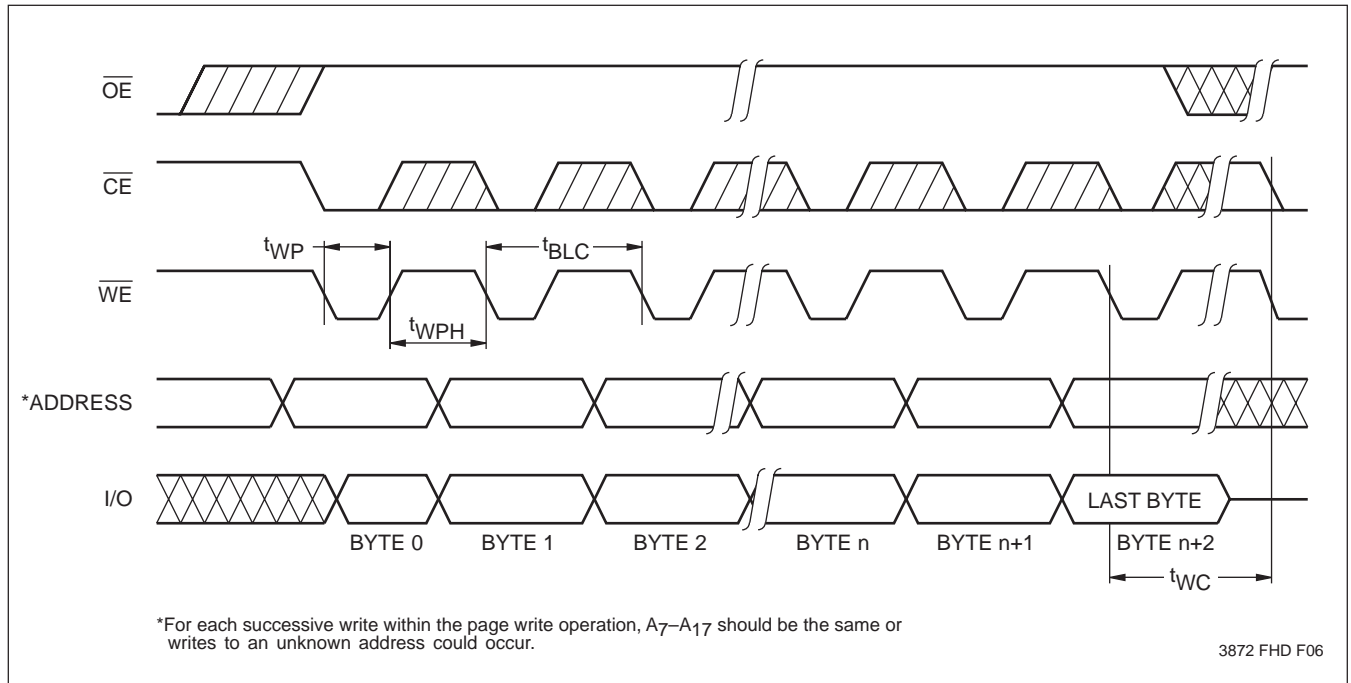 OE
CE
tWP
tBLC
WE
tWPH
*ADDRESS
I/O
LAST BYTE
BYTE 0 BYTE 1 BYTE 2 BYTE n BYTE n+1 BYTE n+2
tWC
*For each successive write within the page write operation, A7–A17 should be the same or
writes to an unknown address could occur.
3872 FHD F06